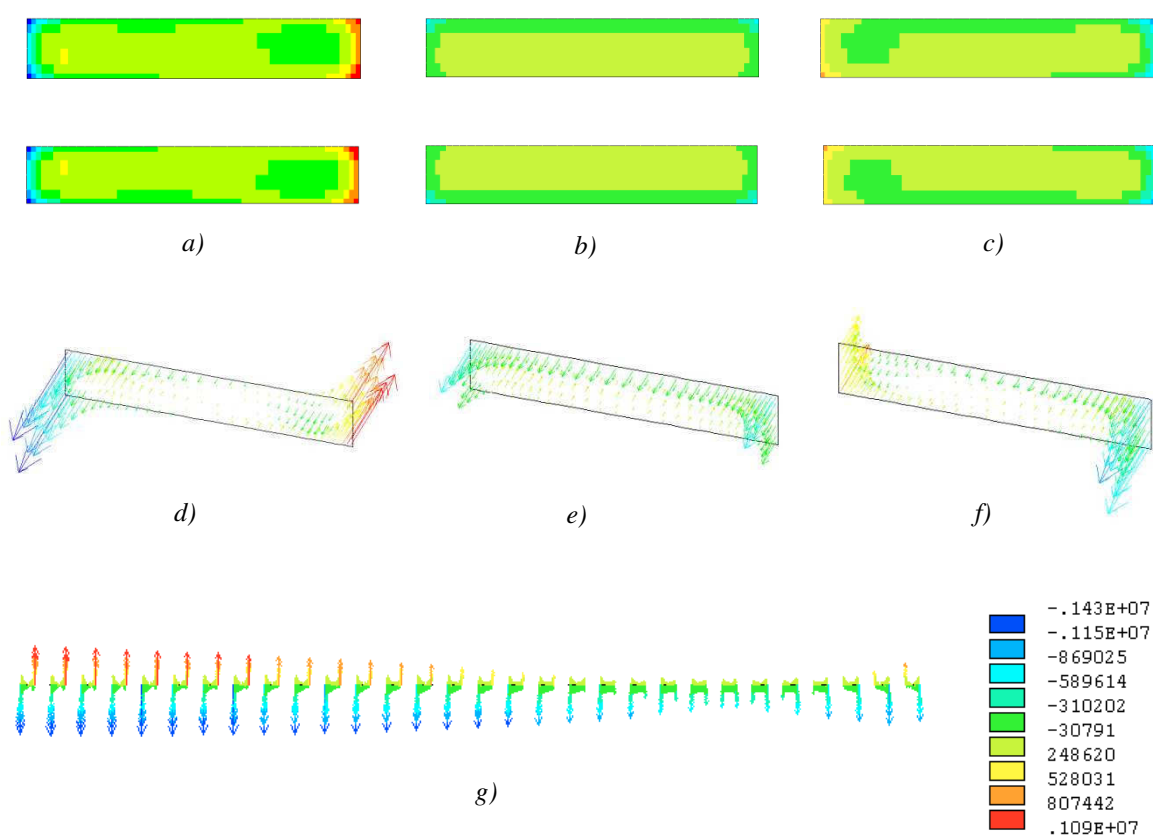 a)
b)
c)
d)
e)
f)
g)
-.143E+07
-.115E+07
-869025
-589614
-310202
-30791
248620
528031
807442
.109E+07